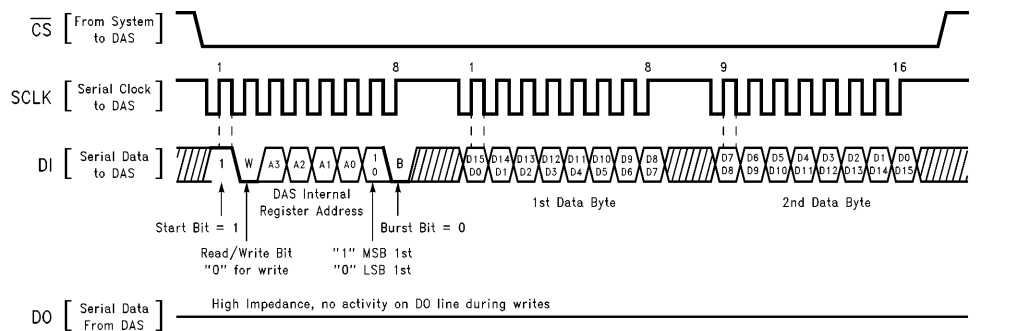 CS [ From System
to DAS ]
1 8 1 8 9 16
SCLK [ Serial Clock
to DAS ]
DI [ Serial Data
to DAS ]
1 W A3 A2 A1 A0 1 B D15 D14 D13 D12 D11 D10 D9 D8 D7 D6 D5 D4 D3 D2 D1 D0
0 D0 D1 D2 D3 D4 D5 D6 D7 D8 D9 D10 D11 D12 D13 D14 D15
DAS Internal
Register Address
1st Data Byte 2nd Data Byte
Start Bit = 1 Burst Bit = 0
Read/Write Bit "1" MSB 1st
"0" for write "0" LSB 1st
High Impedance, no activity on DO line during writes
DO [ Serial Data
From DAS ]